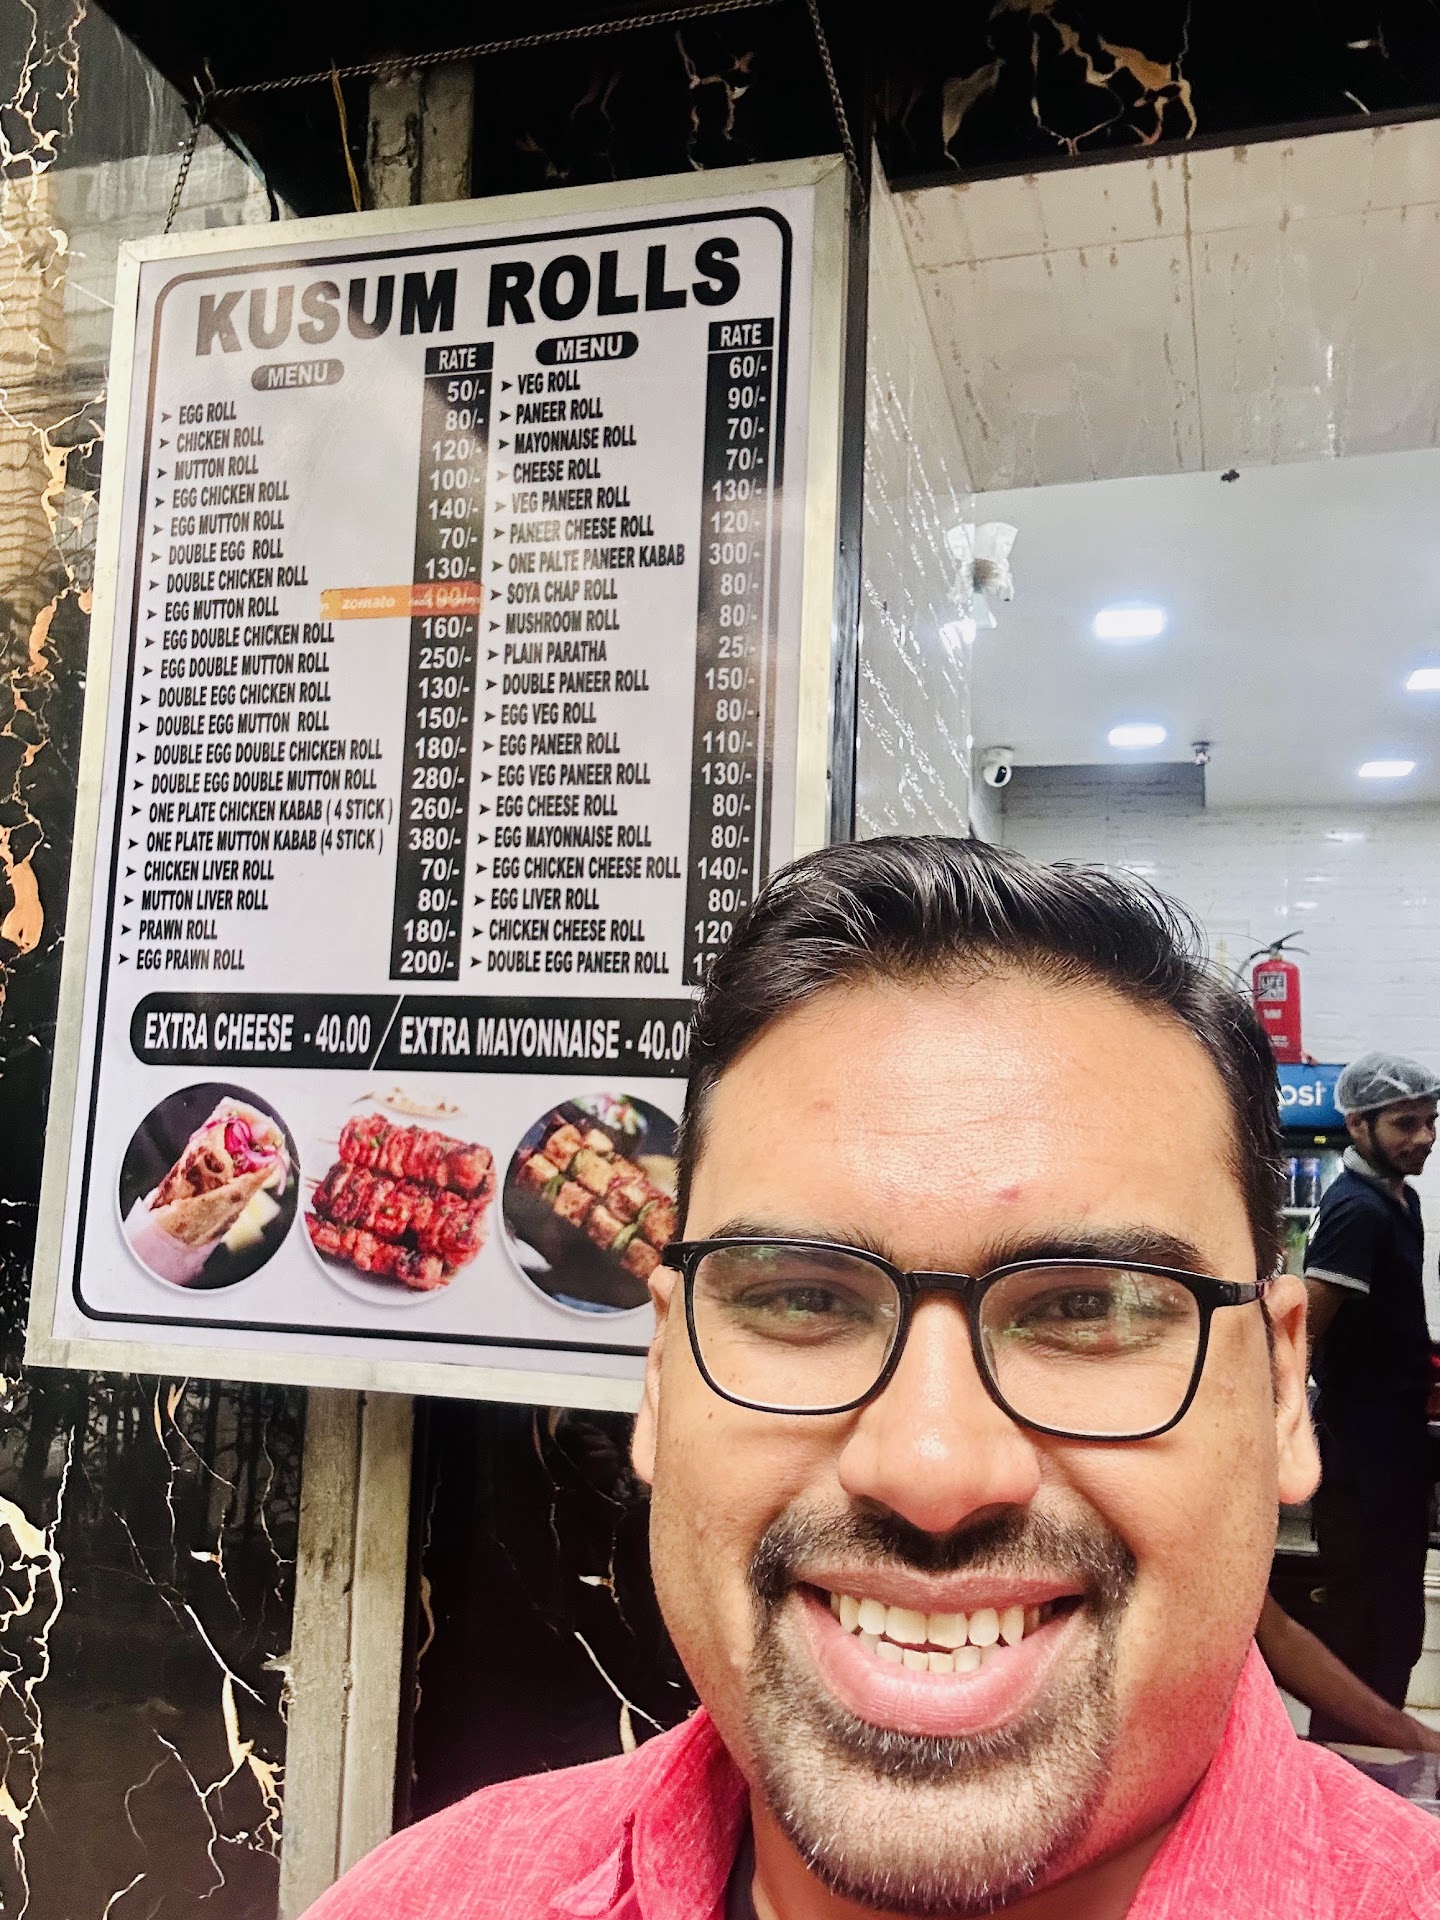 KUSUM ROLLS
MENU
RATE
EGG ROLL 50/-
CHICKEN ROLL 80/-
MUTTON ROLL 120/-
EGG CHICKEN ROLL 100/-
EGG MUTTON ROLL 140/-
DOUBLE EGG ROLL 70/-
DOUBLE CHICKEN ROLL 130/-
EGG MUTTON ROLL
zomato
EGG DOUBLE CHICKEN ROLL 160/-
EGG DOUBLE MUTTON ROLL 250/-
DOUBLE EGG CHICKEN ROLL 130/-
DOUBLE EGG MUTTON ROLL 150/-
DOUBLE EGG DOUBLE CHICKEN ROLL 180/-
DOUBLE EGG DOUBLE MUTTON ROLL 280/-
ONE PLATE CHICKEN KABAB ( 4 STICK ) 260/-
ONE PLATE MUTTON KABAB (4 STICK ) 380/-
CHICKEN LIVER ROLL 70/-
MUTTON LIVER ROLL 80/-
PRAWN ROLL 180/-
EGG PRAWN ROLL 200/-
MENU
RATE
VEG ROLL 60/-
PANEER ROLL 90/-
MAYONNAISE ROLL 70/-
CHEESE ROLL 70/-
VEG PANEER ROLL 130/-
PANEER CHEESE ROLL 120/-
ONE PALTE PANEER KABAB 300/-
SOYA CHAP ROLL 80/-
MUSHROOM ROLL 80/-
PLAIN PARATHA 25/-
DOUBLE PANEER ROLL 150/-
EGG VEG ROLL 80/-
EGG PANEER ROLL 110/-
EGG VEG PANEER ROLL 130/-
EGG CHEESE ROLL 80/-
EGG MAYONNAISE ROLL 80/-
EGG CHICKEN CHEESE ROLL 140/-
EGG LIVER ROLL 80/-
CHICKEN CHEESE ROLL 120
DOUBLE EGG PANEER ROLL
EXTRA CHEESE - 40.00 / EXTRA MAYONNAISE - 40.00
LIFE